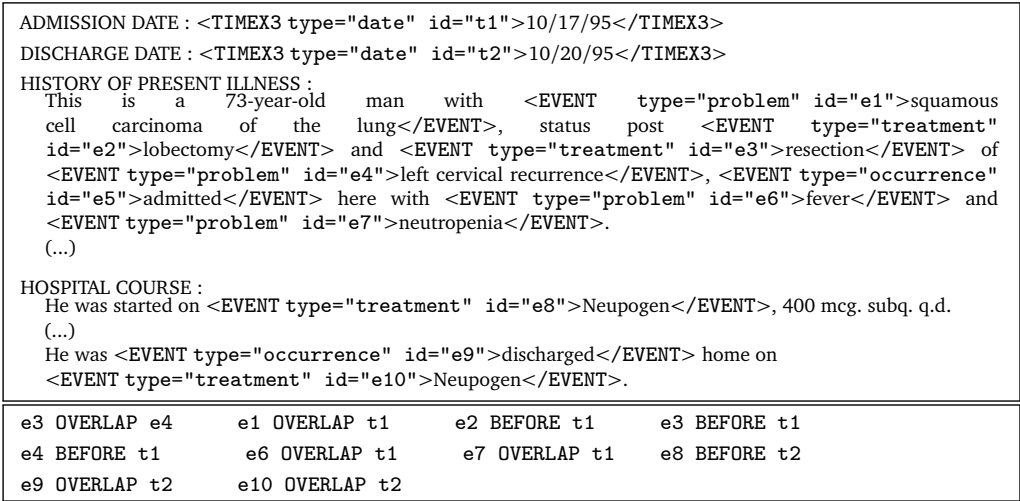 ADMISSION DATE : <TIMEX3 type="date" id="t1">10/17/95</TIMEX3>
DISCHARGE DATE : <TIMEX3 type="date" id="t2">10/20/95</TIMEX3>
HISTORY OF PRESENT ILLNESS :
This is a 73-year-old man with <EVENT type="problem" id="e1">squamous
cell carcinoma of the lung</EVENT>, status post <EVENT type="treatment"
id="e2">lobectomy</EVENT> and <EVENT type="treatment" id="e3">resection</EVENT> of
<EVENT type="problem" id="e4">left cervical recurrence</EVENT>, <EVENT type="occurrence"
id="e5">admitted</EVENT> here with <EVENT type="problem" id="e6">fever</EVENT> and
<EVENT type="problem" id="e7">neutropenia</EVENT>.
(...)
HOSPITAL COURSE :
He was started on <EVENT type="treatment" id="e8">Neupogen</EVENT>, 400 mcg. subq. q.d.
(...)
He was <EVENT type="occurrence" id="e9">discharged</EVENT> home on
<EVENT type="treatment" id="e10">Neupogen</EVENT>.
e3 OVERLAP e4 e1 OVERLAP t1 e2 BEFORE t1 e3 BEFORE t1
e4 BEFORE t1 e6 OVERLAP t1 e7 OVERLAP t1 e8 BEFORE t2
e9 OVERLAP t2 e10 OVERLAP t2